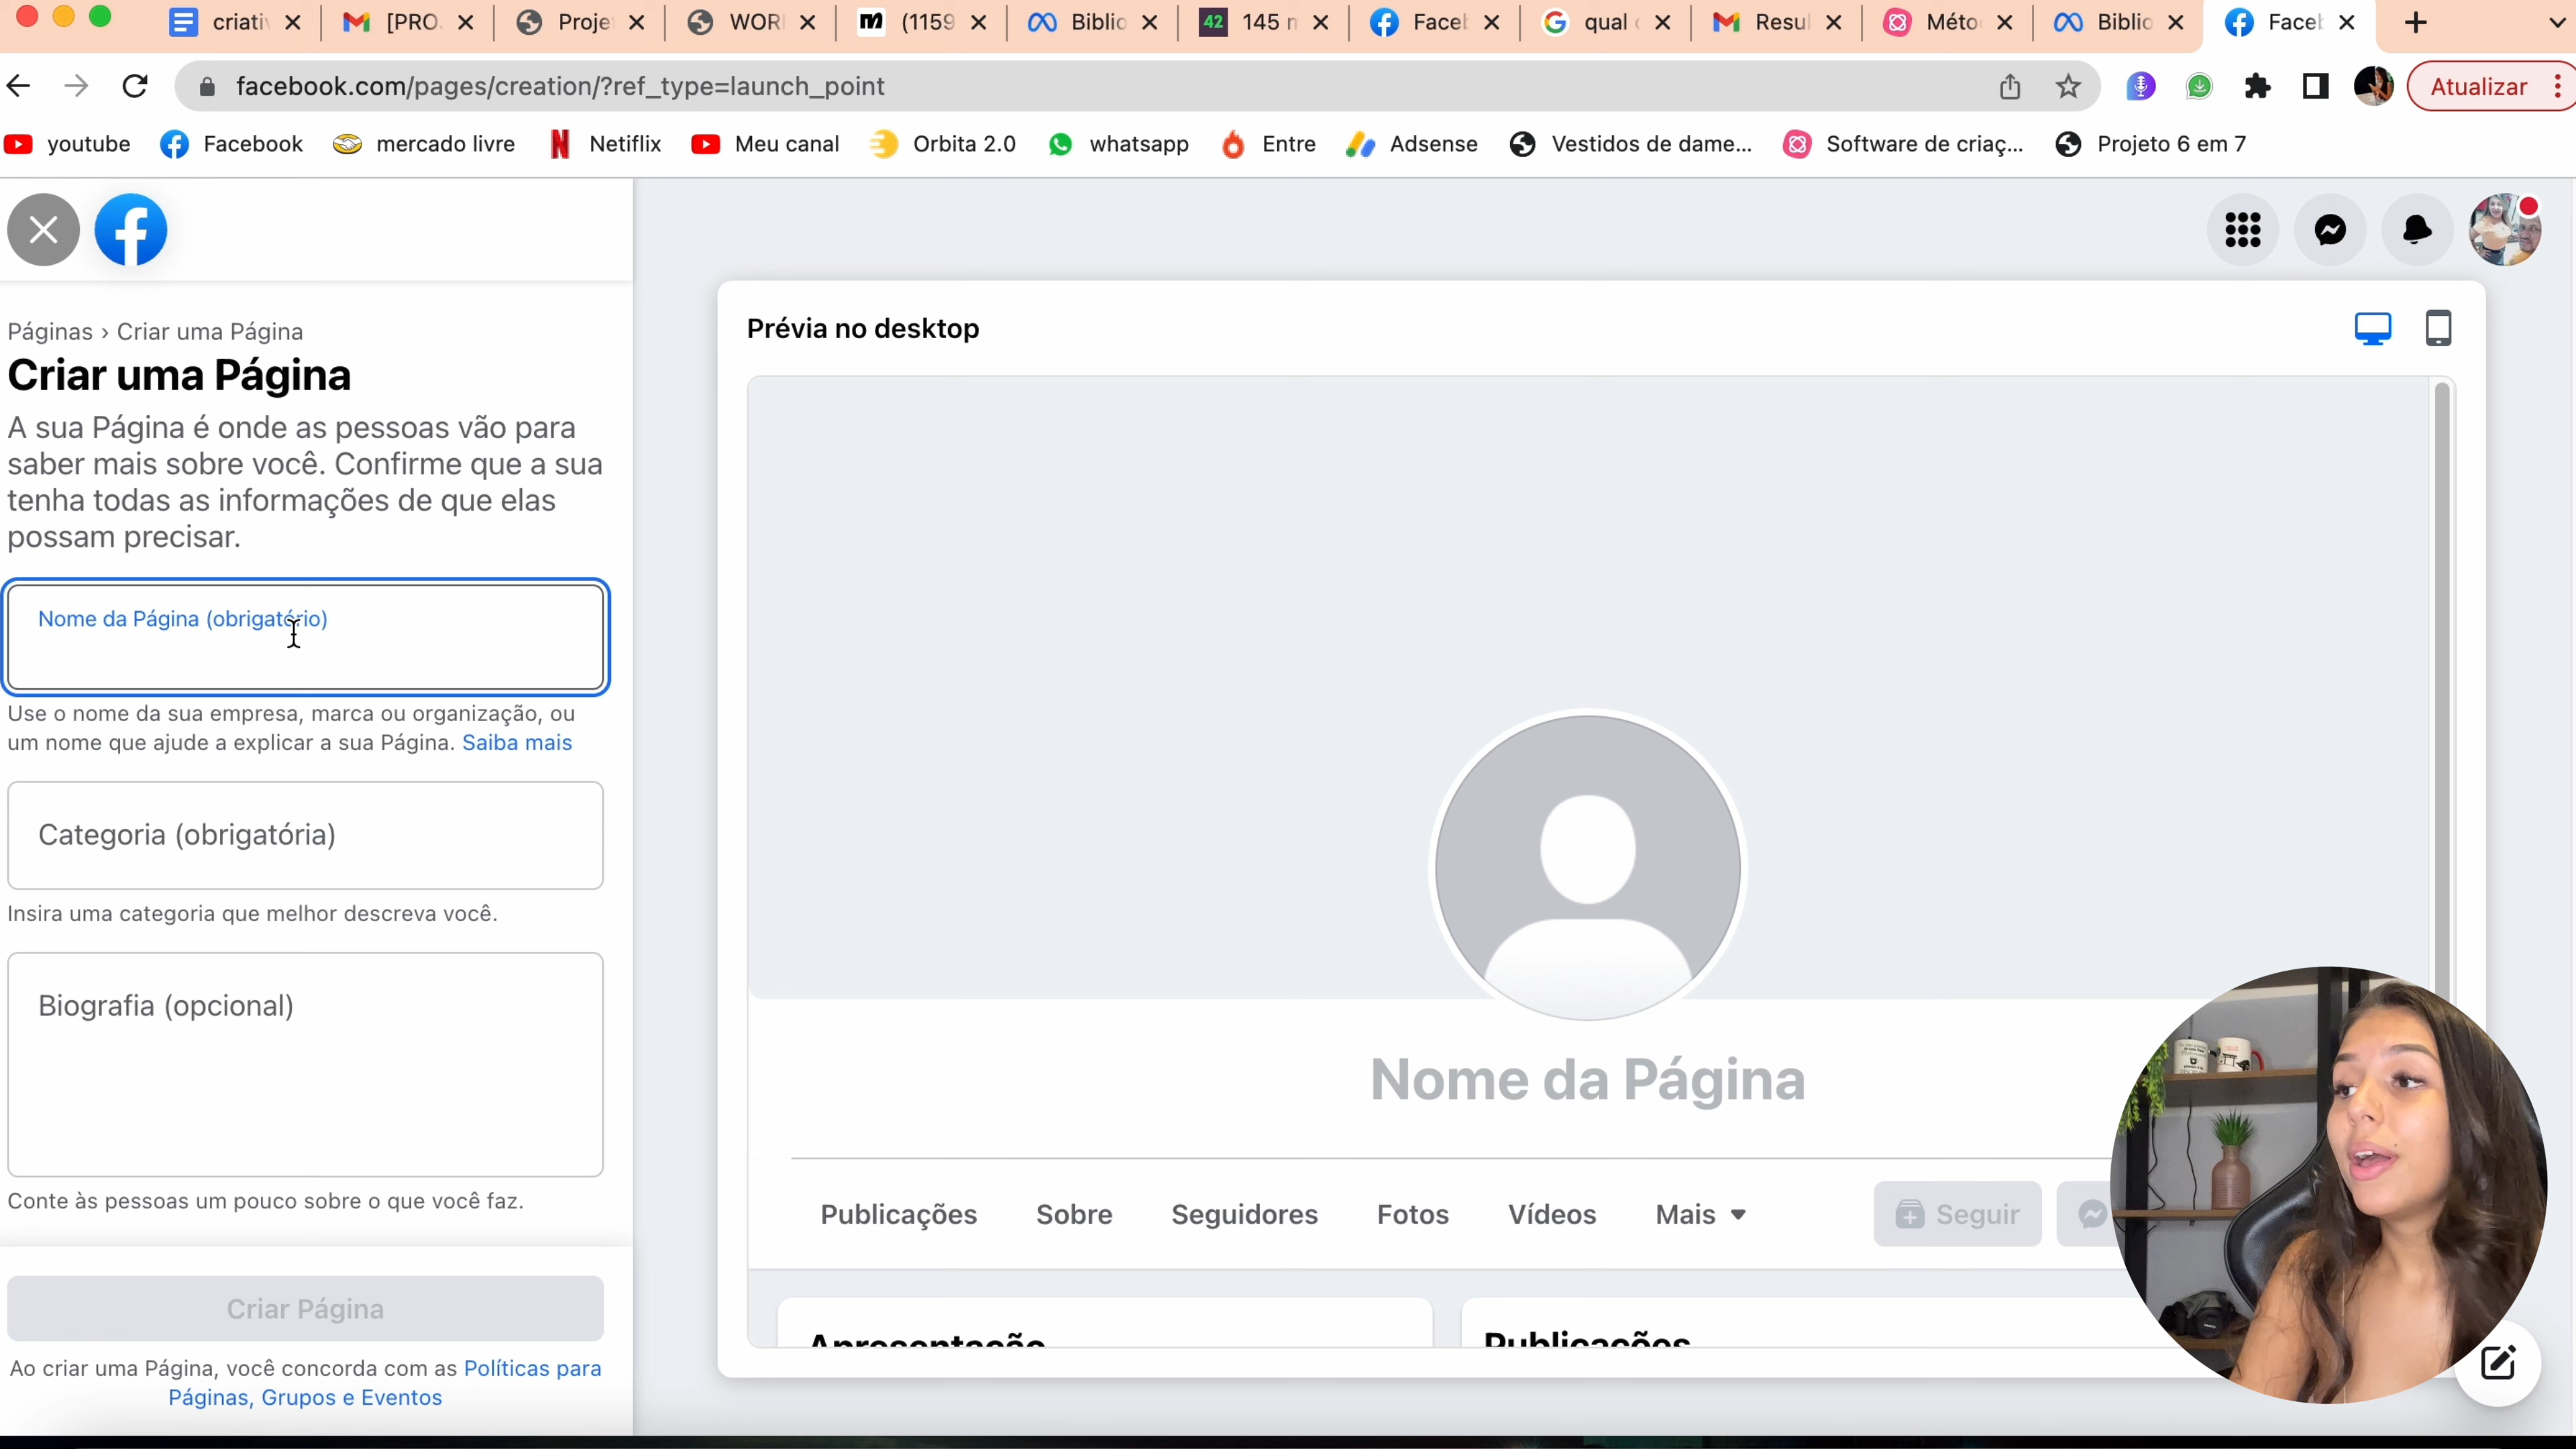 criativ
[PRO.
Proje
WORI
(1159
Biblio
42
145 n
Faceb
qual
Resul
Méto
Biblio
Faceb
facebook.com/pages/creation/?ref_type=launch_point
Atualizar
youtube
Facebook
mercado livre
Netiflix
Meu canal
Orbita 2.0
whatsapp
Entre
Adsense
Vestidos de dame...
Software de criaç...
Projeto 6 em 7
Páginas › Criar uma Página
Criar uma Página
A sua Página é onde as pessoas vão para
saber mais sobre você. Confirme que a sua
tenha todas as informações de que elas
possam precisar.
Nome da Página (obrigatório)
Use o nome da sua empresa, marca ou organização, ou
um nome que ajude a explicar a sua Página. Saiba mais
Categoria (obrigatória)
Insira uma categoria que melhor descreva você.
Biografia (opcional)
Conte às pessoas um pouco sobre o que você faz.
Criar Página
Ao criar uma Página, você concorda com as Políticas para
Páginas, Grupos e Eventos
Prévia no desktop
Nome da Página
Publicações
Sobre
Seguidores
Fotos
Vídeos
Mais
Seguir
Apresentação
Publicações